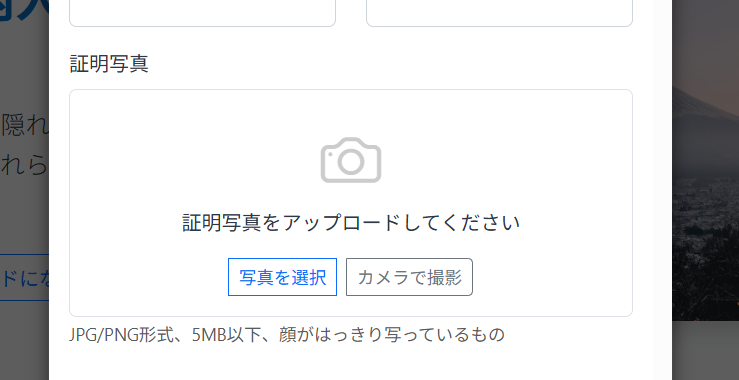 証明写真
隠れ
れら
証明写真をアップロードしてください
ドにな
写真を選択
カメラで撮影
JPG/PNG形式、5MB以下、顔がはっきり写っているもの